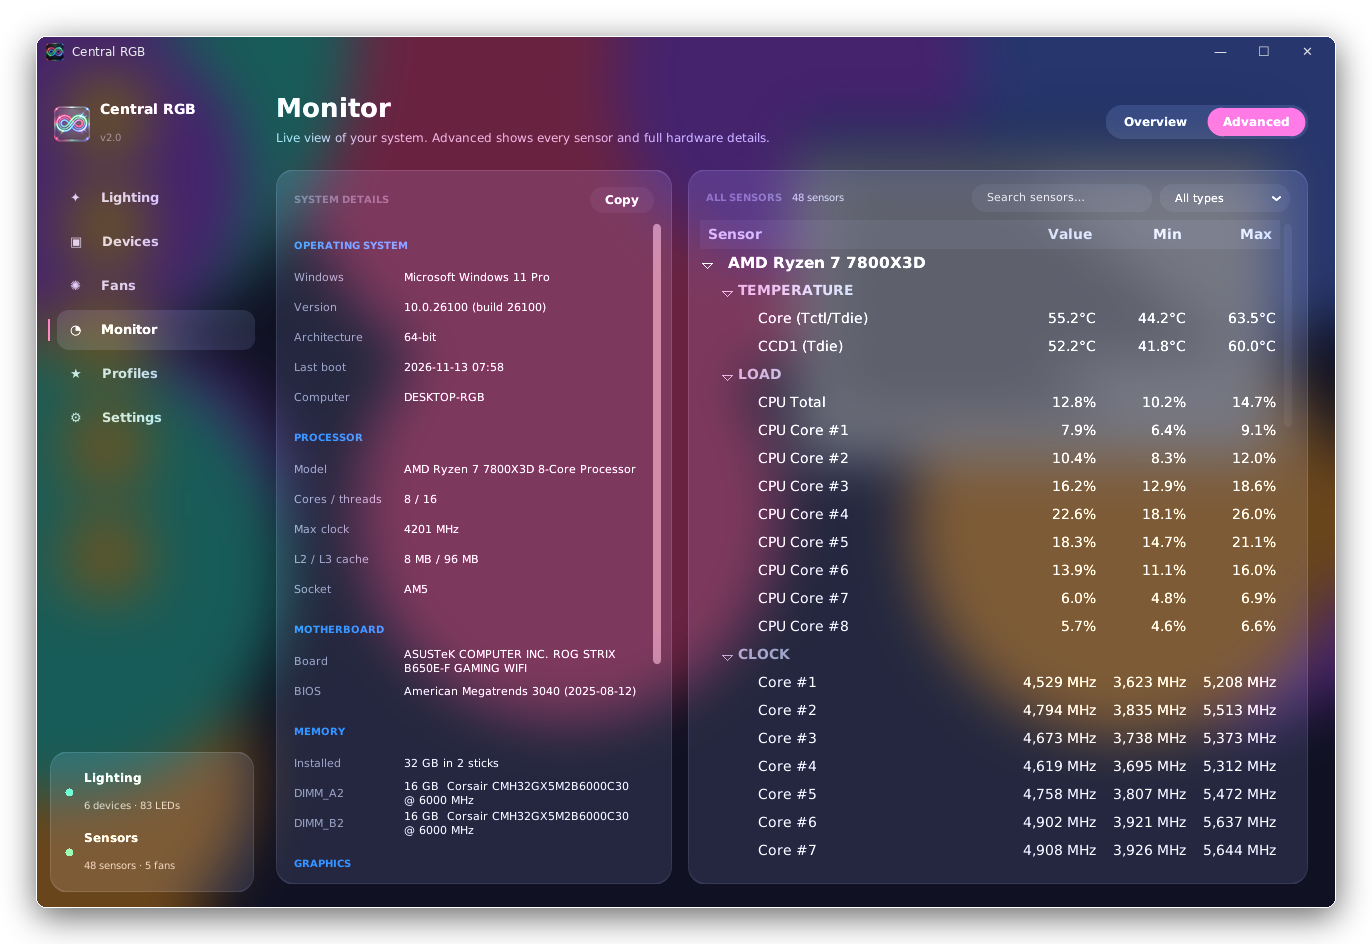 Central RGB
Central RGB
v2.0
Lighting
Devices
Fans
Monitor
Profiles
Settings
Lighting
6 devices · 83 LEDs
Sensors
48 sensors · 5 fans
Monitor
Live view of your system. Advanced shows every sensor and full hardware details.
Overview
Advanced
SYSTEM DETAILS
Copy
OPERATING SYSTEM
Windows Microsoft Windows 11 Pro
Version 10.0.26100 (build 26100)
Architecture 64-bit
Last boot 2026-11-13 07:58
Computer DESKTOP-RGB
PROCESSOR
Model AMD Ryzen 7 7800X3D 8-Core Processor
Cores / threads 8 / 16
Max clock 4201 MHz
L2 / L3 cache 8 MB / 96 MB
Socket AM5
MOTHERBOARD
Board ASUSTeK COMPUTER INC. ROG STRIX
B650E-F GAMING WIFI
BIOS American Megatrends 3040 (2025-08-12)
MEMORY
Installed 32 GB in 2 sticks
DIMM_A2 16 GB Corsair CMH32GX5M2B6000C30
@ 6000 MHz
DIMM_B2 16 GB Corsair CMH32GX5M2B6000C30
@ 6000 MHz
GRAPHICS
ALL SENSORS 48 sensors
Search sensors...
All types
Sensor Value Min Max
AMD Ryzen 7 7800X3D
TEMPERATURE
Core (Tctl/Tdie) 55.2°C 44.2°C 63.5°C
CCD1 (Tdie) 52.2°C 41.8°C 60.0°C
LOAD
CPU Total 12.8% 10.2% 14.7%
CPU Core #1 7.9% 6.4% 9.1%
CPU Core #2 10.4% 8.3% 12.0%
CPU Core #3 16.2% 12.9% 18.6%
CPU Core #4 22.6% 18.1% 26.0%
CPU Core #5 18.3% 14.7% 21.1%
CPU Core #6 13.9% 11.1% 16.0%
CPU Core #7 6.0% 4.8% 6.9%
CPU Core #8 5.7% 4.6% 6.6%
CLOCK
Core #1 4,529 MHz 3,623 MHz 5,208 MHz
Core #2 4,794 MHz 3,835 MHz 5,513 MHz
Core #3 4,673 MHz 3,738 MHz 5,373 MHz
Core #4 4,619 MHz 3,695 MHz 5,312 MHz
Core #5 4,758 MHz 3,807 MHz 5,472 MHz
Core #6 4,902 MHz 3,921 MHz 5,637 MHz
Core #7 4,908 MHz 3,926 MHz 5,644 MHz